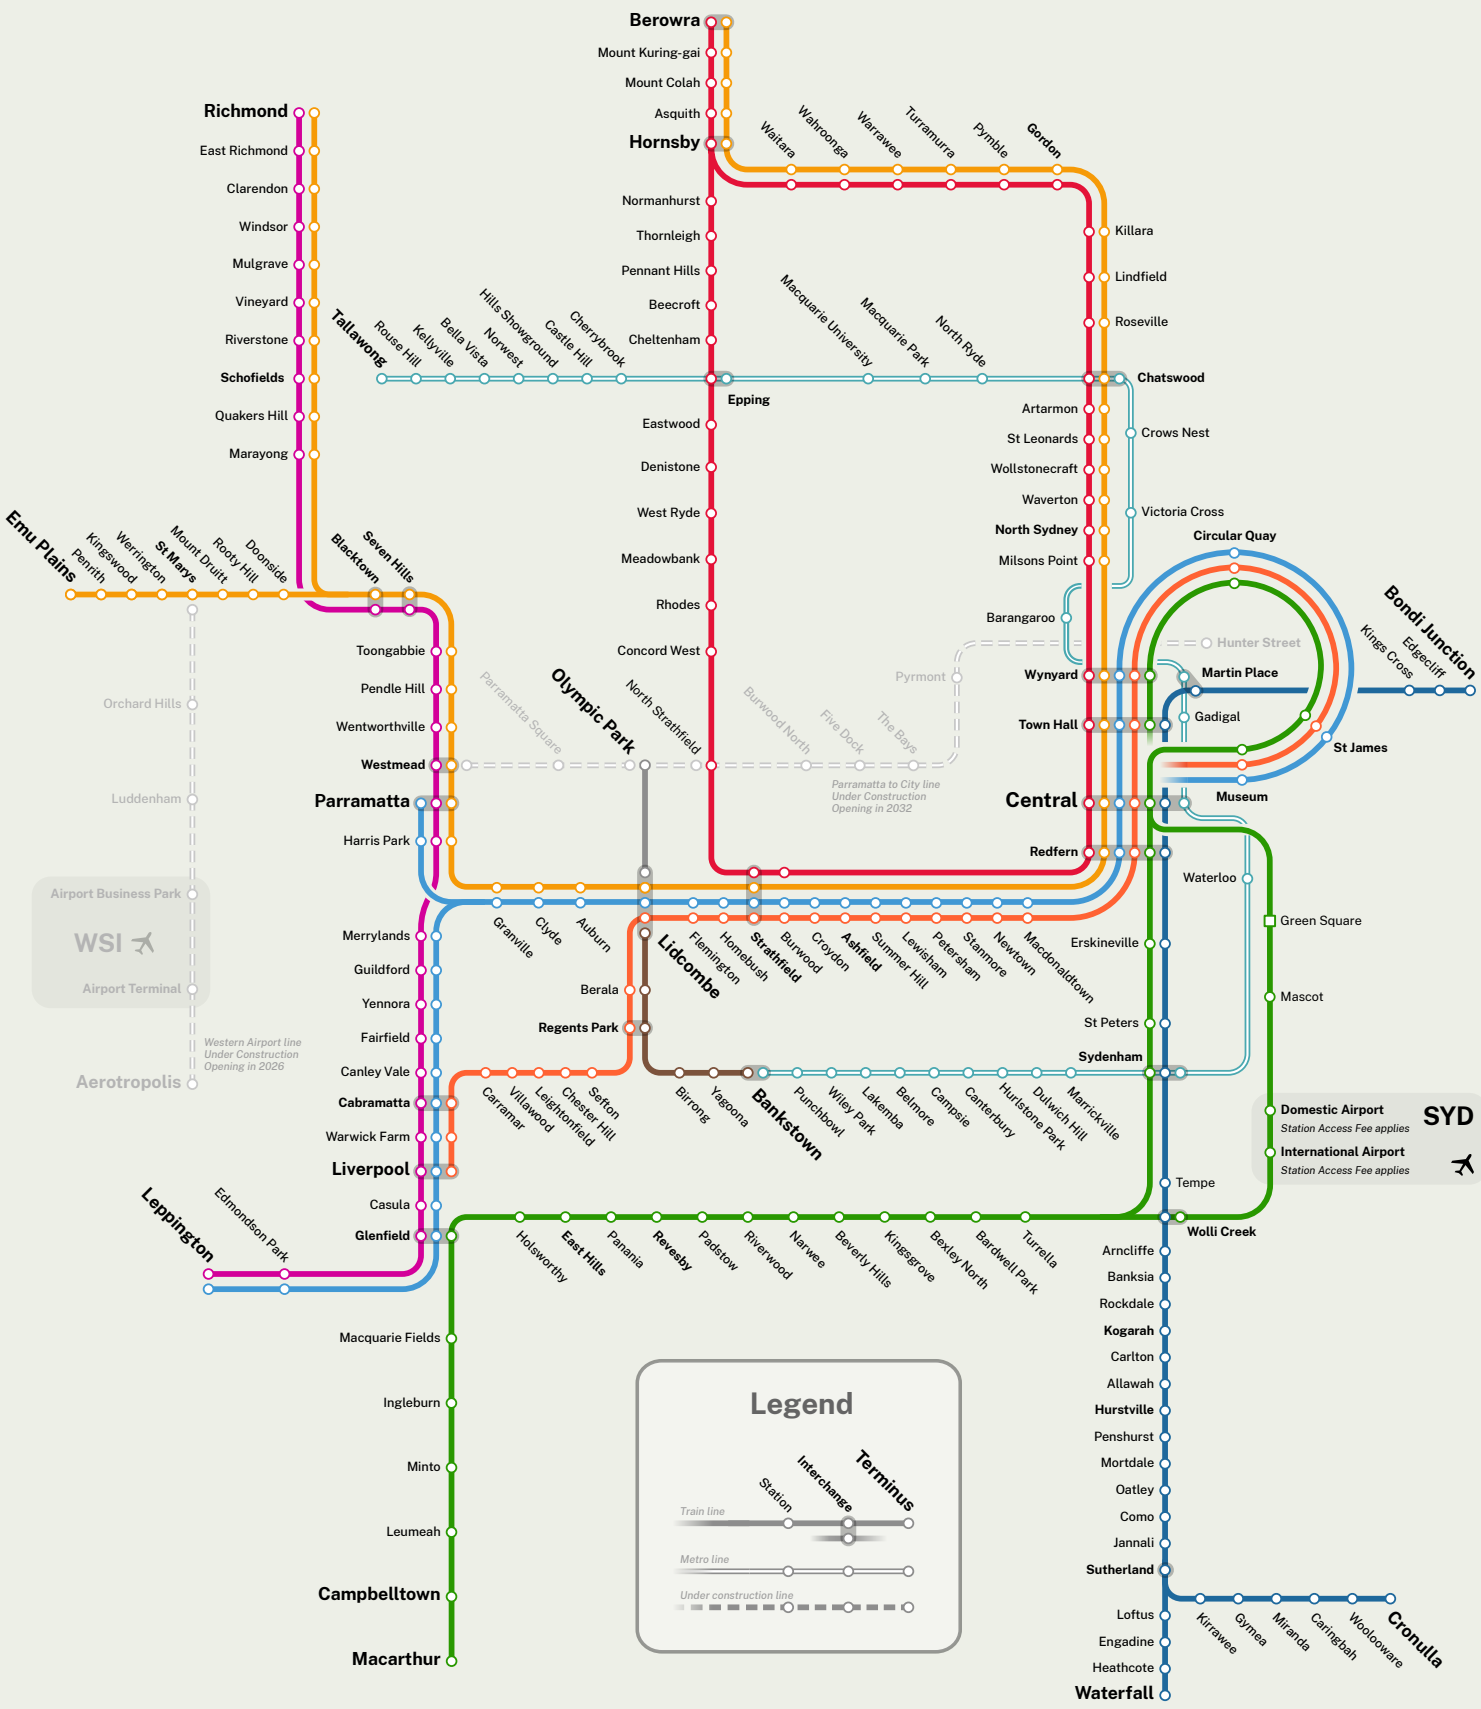 Berowra
Mount Kuring-gai
Mount Colah
Asquith
Hornsby
Waitara
Wahroonga
Warrawee
Turramurra
Pymble
Gordon
Richmond
East Richmond
Clarendon
Windsor
Mulgrave
Vineyard
Riverstone
Schofields
Quakers Hill
Marayong
Normanhurst
Thornleigh
Pennant Hills
Beecroft
Cheltenham
Epping
Killara
Lindfield
Roseville
Chatswood
Tallawong
Rouse Hill
Kellyville
Bella Vista
Norwest
Hills Showground
Castle Hill
Cherrybrook
Macquarie University
Macquarie Park
North Ryde
Eastwood
Denistone
West Ryde
Meadowbank
Rhodes
Concord West
North Strathfield
Artarmon
St Leonards
Wollstonecraft
Waverton
North Sydney
Milsons Point
Crows Nest
Victoria Cross
Barangaroo
Wynyard
Town Hall
Central
Redfern
Circular Quay
Hunter Street
Martin Place
Gadigal
St James
Museum
Bondi Junction
Kings Cross
Edgecliff
Emu Plains
Penrith
Kingswood
Werrington
St Marys
Mount Druitt
Rooty Hill
Doonside
Blacktown
Seven Hills
Toongabbie
Pendle Hill
Wentworthville
Westmead
Parramatta
Harris Park
Parramatta Square
Olympic Park
Burwood North
Five Dock
The Bays
Pyrmont
Parramatta to City line
Under Construction
Opening in 2032
Orchard Hills
Luddenham
Airport Business Park
WSI
Airport Terminal
Western Airport line
Under Construction
Opening in 2026
Aerotropolis
Granville
Clyde
Auburn
Lidcombe
Flemington
Homebush
Strathfield
Burwood
Croydon
Ashfield
Summer Hill
Lewisham
Petersham
Stanmore
Newtown
Macdonaldtown
Merrylands
Guildford
Yennora
Fairfield
Canley Vale
Cabramatta
Warwick Farm
Liverpool
Casula
Glenfield
Berala
Regents Park
Carramar
Villawood
Leightonfield
Chester Hill
Sefton
Birrong
Yagoona
Bankstown
Punchbowl
Wiley Park
Lakemba
Belmore
Campsie
Canterbury
Hurlstone Park
Dulwich Hill
Marrickville
Waterloo
Green Square
Erskineville
Mascot
St Peters
Sydenham
Domestic Airport
Station Access Fee applies
SYD
International Airport
Station Access Fee applies
Tempe
Wolli Creek
Leppington
Edmondson Park
Holsworthy
East Hills
Panania
Revesby
Padstow
Riverwood
Narwee
Beverly Hills
Kingsgrove
Bexley North
Bardwell Park
Turrella
Arncliffe
Banksia
Rockdale
Kogarah
Carlton
Allawah
Hurstville
Penshurst
Mortdale
Oatley
Como
Jannali
Sutherland
Loftus
Engadine
Heathcote
Waterfall
Kirrawee
Gymea
Miranda
Caringbah
Woolooware
Cronulla
Macquarie Fields
Ingleburn
Minto
Leumeah
Campbelltown
Macarthur
Legend
Station
Interchange
Terminus
Train line
Metro line
Under construction line